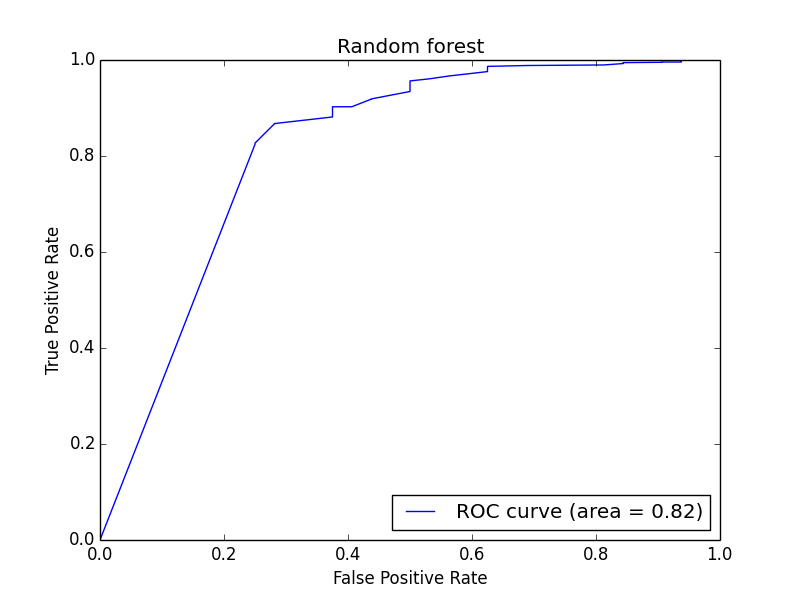 Random forest
1.0
0.8
0.6
0.4
0.2
0.0
True Positive Rate
ROC curve (area = 0.82)
0.0 0.2 0.4 0.6 0.8 1.0
False Positive Rate